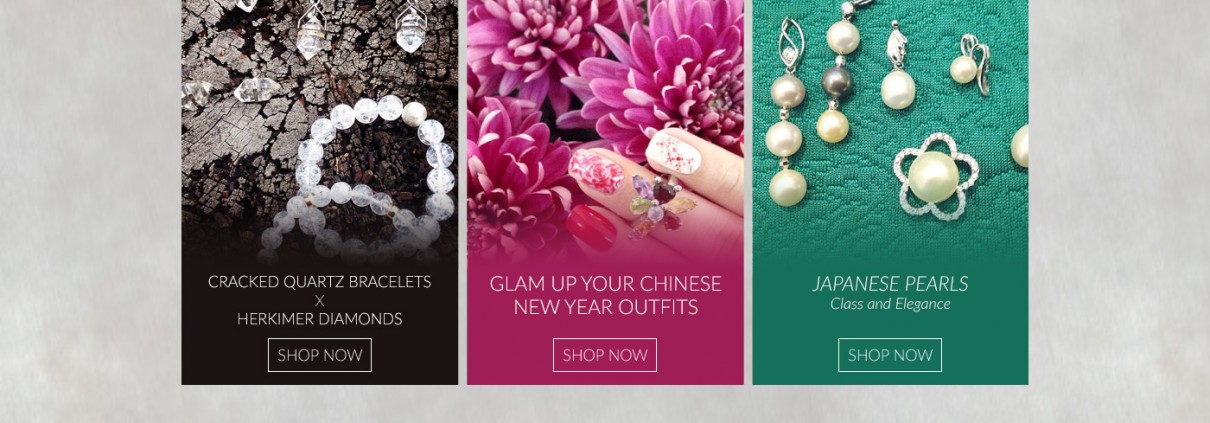 CRACKED QUARTZ BRACELETS
X
HERKIMER DIAMONDS
SHOP NOW
GLAM UP YOUR CHINESE
NEW YEAR OUTFITS
SHOP NOW
JAPANESE PEARLS
Class and Elegance
SHOP NOW